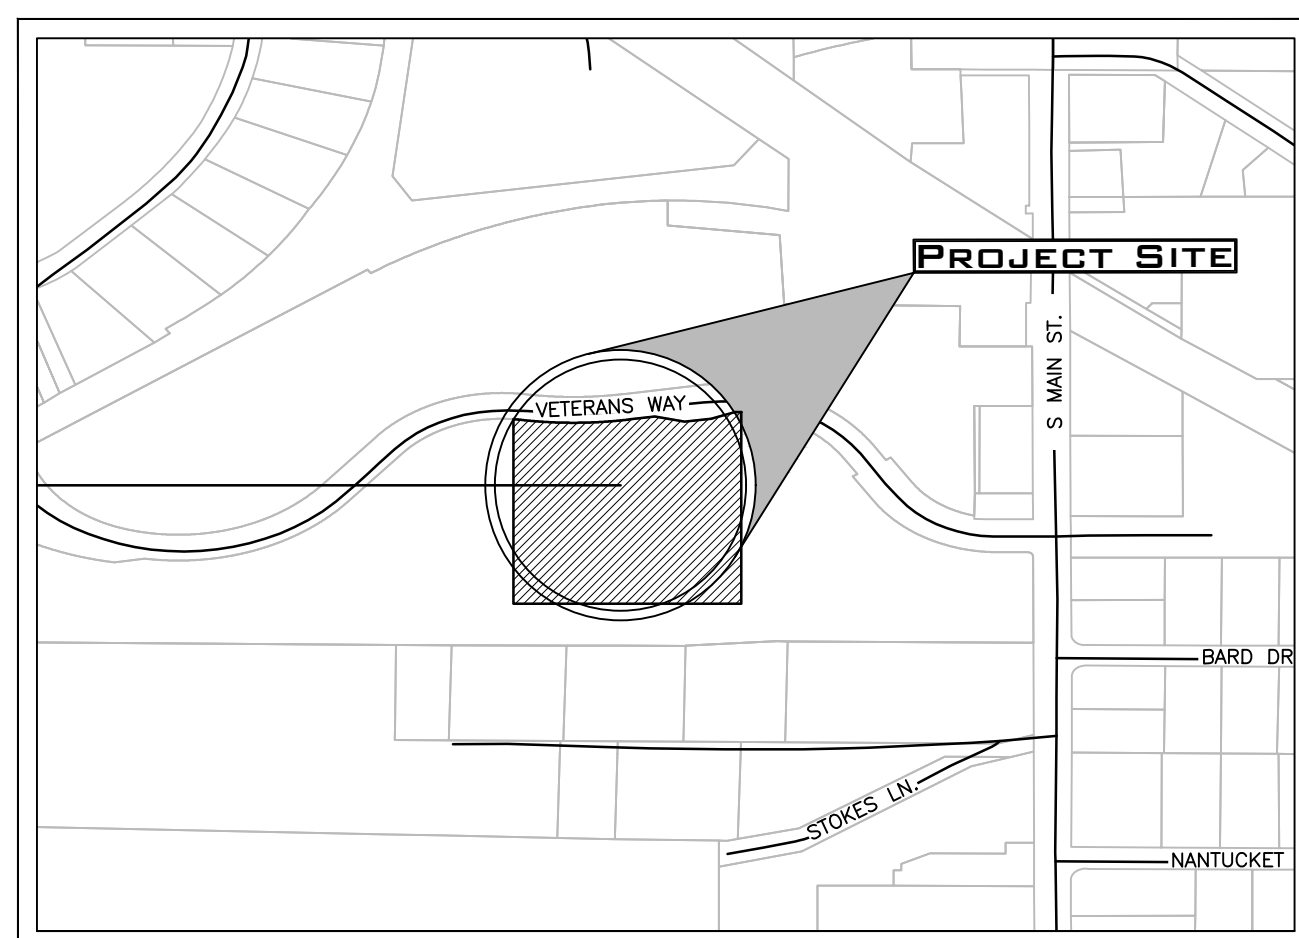 PROJECT SITE
S MAIN ST.
VETERANS WAY
BARD DR
STOKES LN.
NANTUCKET